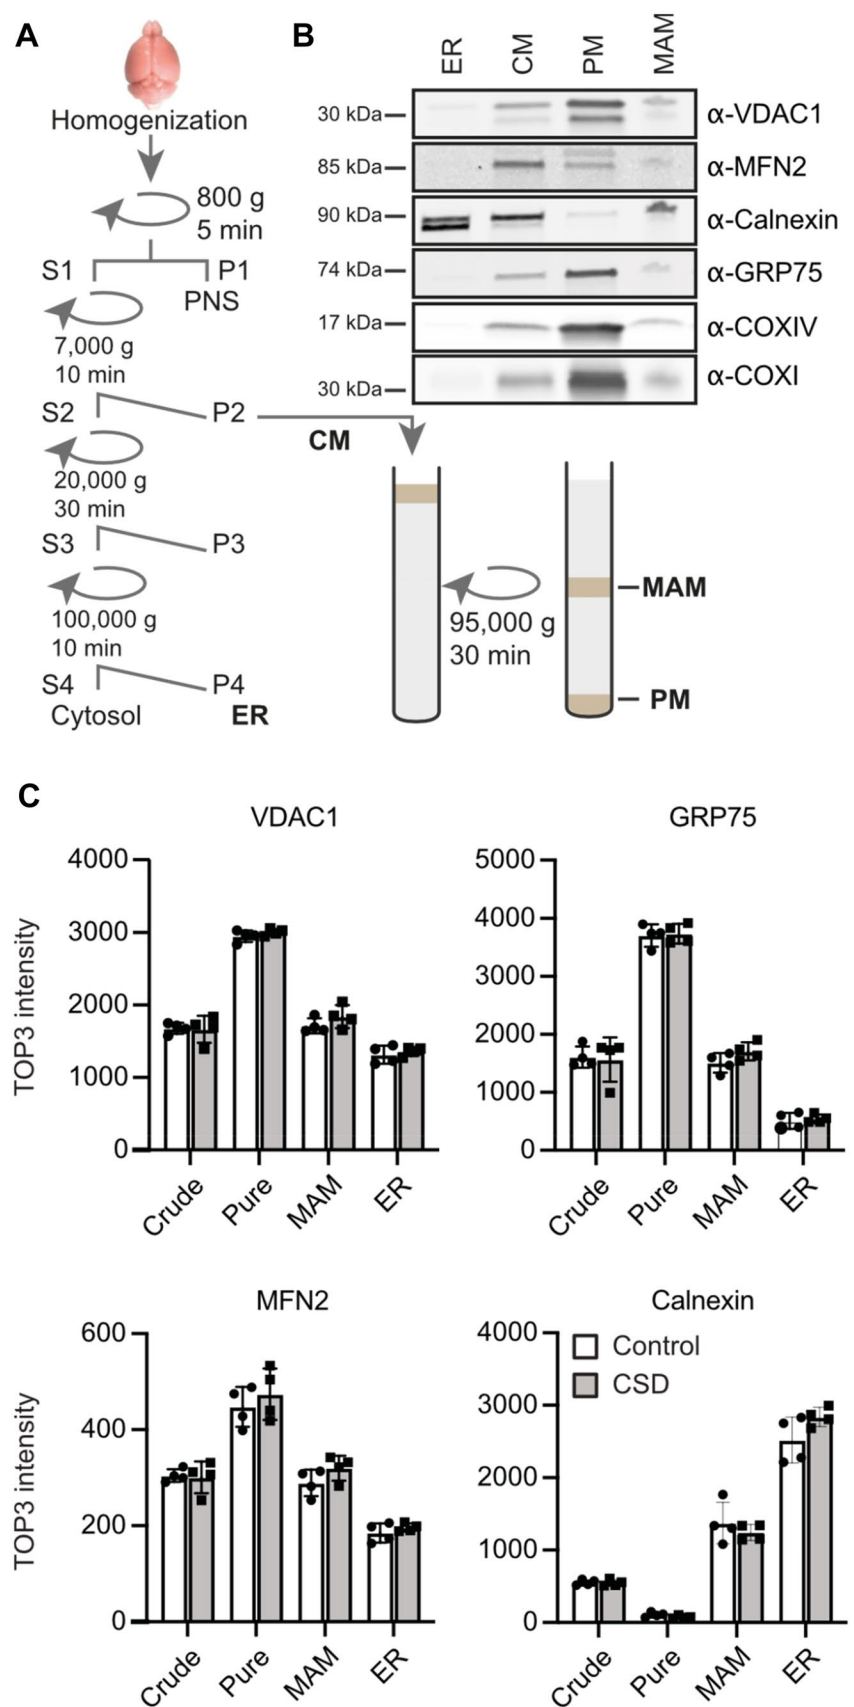 A
Homogenization
800 g
5 min
S1
P1
PNS
7,000 g
10 min
S2
P2
CM
20,000 g
30 min
S3
P3
100,000 g
10 min
S4
P4
Cytosol
ER
95,000 g
30 min
MAM
PM
B
ER
CM
PM
MAM
30 kDa
α-VDAC1
85 kDa
α-MFN2
90 kDa
α-Calnexin
74 kDa
α-GRP75
17 kDa
α-COXIV
30 kDa
α-COXI
C
VDAC1
TOP3 intensity
4000
3000
2000
1000
0
Crude
Pure
MAM
ER
GRP75
5000
4000
3000
2000
1000
0
Crude
Pure
MAM
ER
MFN2
TOP3 intensity
600
400
200
0
Crude
Pure
MAM
ER
Calnexin
4000
3000
2000
1000
0
Control
CSD
Crude
Pure
MAM
ER